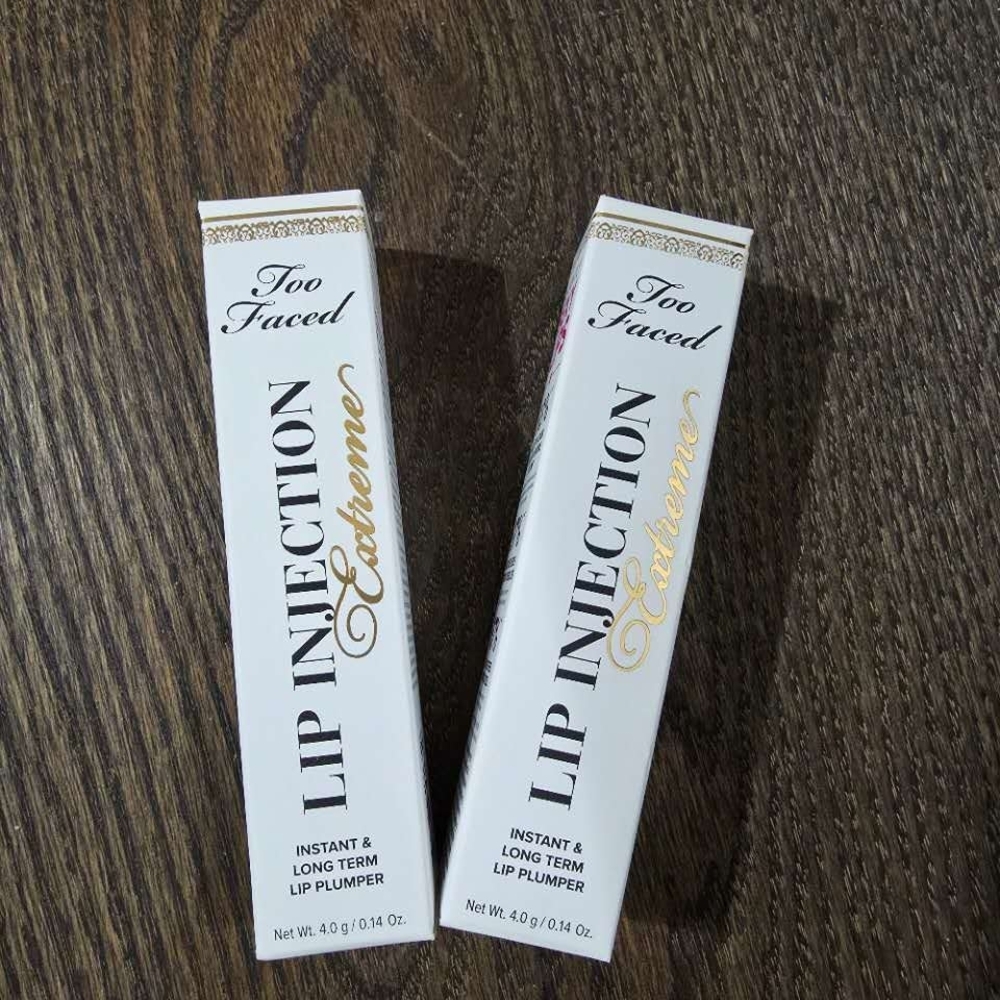 Too
Faced
LIP INJECTION
Extreme
INSTANT &
LONG TERM
LIP PLUMPER
Net Wt. 4.0 g / 0.14 Oz.
Too
Faced
LIP INJECTION
Extreme
INSTANT &
LONG TERM
LIP PLUMPER
Net Wt. 4.0 g / 0.14 Oz.